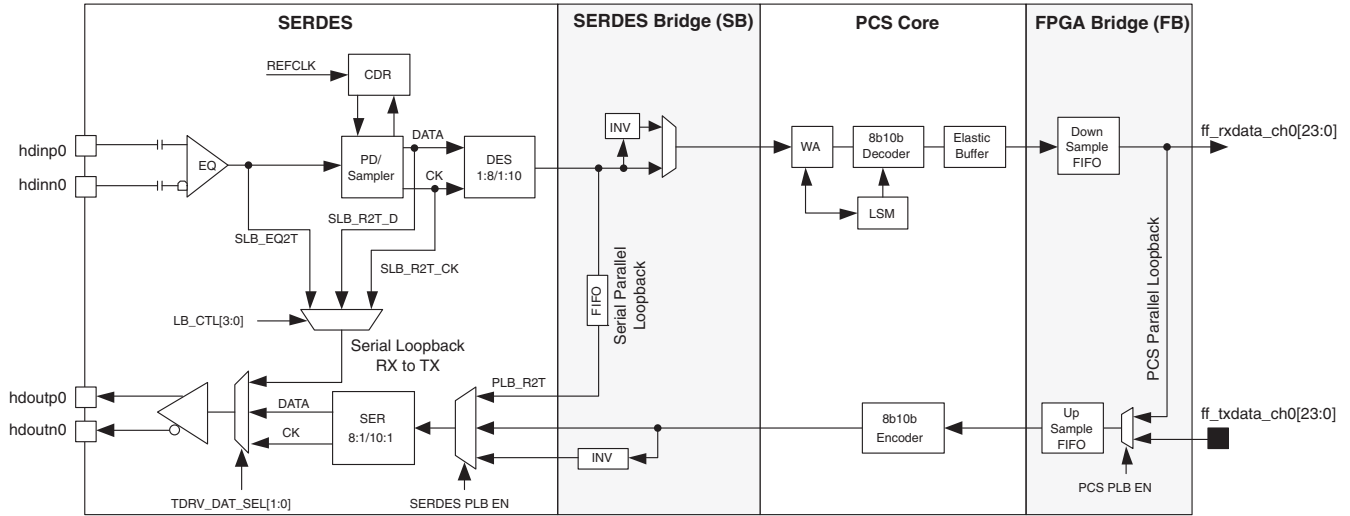 SERDES
SERDES Bridge (SB)
PCS Core
FPGA Bridge (FB)
REFCLK
CDR
hdinp0
hdinn0
EQ
PD/
Sampler
DATA
CK
DES
1:8/1:10
INV
WA
8b10b
Decoder
Elastic
Buffer
LSM
Down
Sample
FIFO
ff_rxdata_ch0[23:0]
SLB_EQ2T
SLB_R2T_D
SLB_R2T_CK
LB_CTL[3:0]
FIFO
Serial Parallel
Loopback
PCS Parallel Loopback
Serial Loopback
RX to TX
PLB_R2T
hdoutp0
hdoutn0
DATA
CK
SER
8:1/10:1
INV
8b10b
Encoder
Up
Sample
FIFO
ff_txdata_ch0[23:0]
TDRV_DAT_SEL[1:0]
SERDES PLB EN
PCS PLB EN